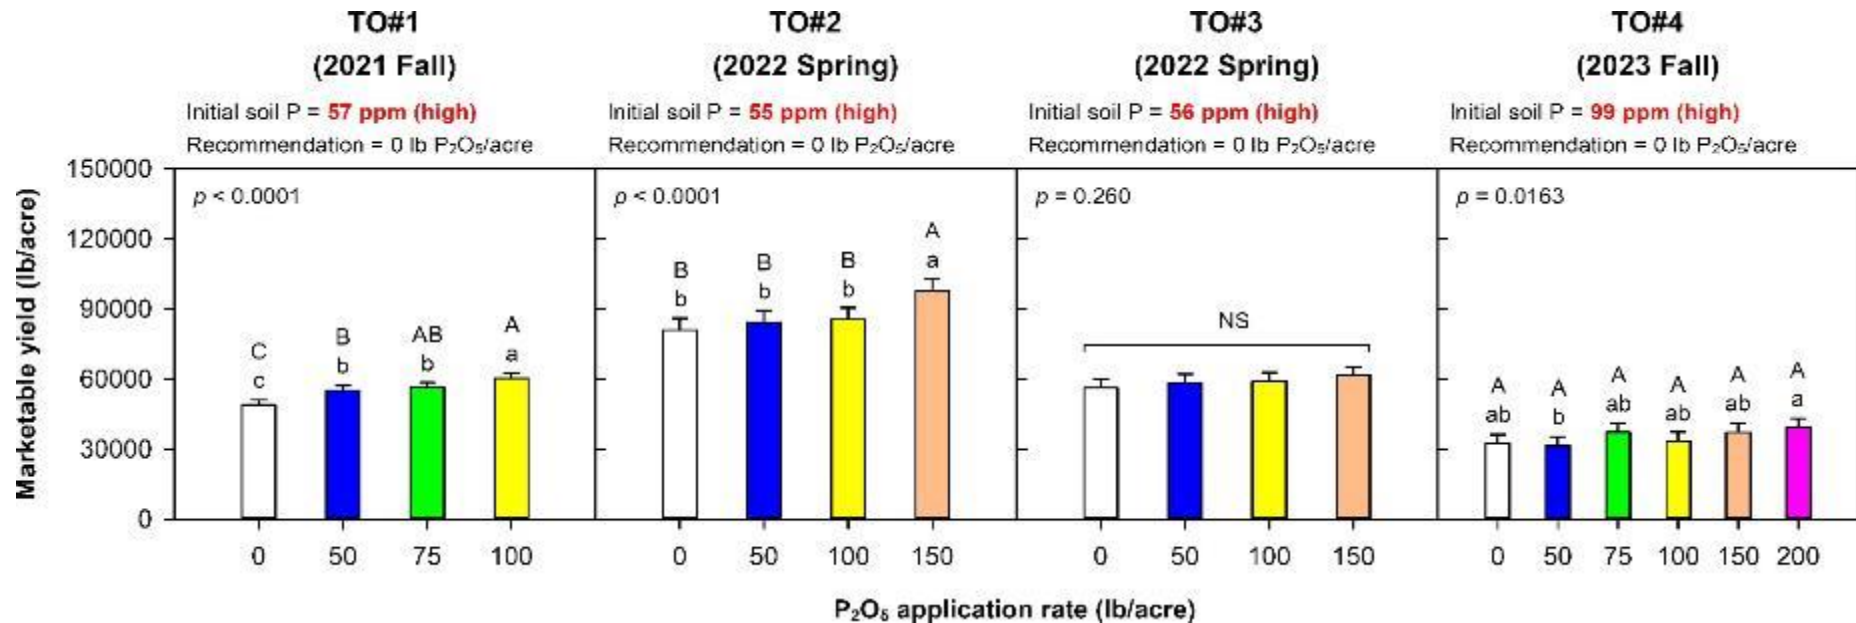 TO#1
(2021 Fall)
Initial soil P = 57 ppm (high)
Recommendation = 0 lb P₂O₅/acre
TO#2
(2022 Spring)
Initial soil P = 55 ppm (high)
Recommendation = 0 lb P₂O₅/acre
TO#3
(2022 Spring)
Initial soil P = 56 ppm (high)
Recommendation = 0 lb P₂O₅/acre
TO#4
(2023 Fall)
Initial soil P = 99 ppm (high)
Recommendation = 0 lb P₂O₅/acre
Marketable yield (lb/acre)
150000
120000
90000
60000
30000
0
p < 0.0001
C B AB A
c b b a
0 50 75 100
p < 0.0001
B B B A
b b b a
0 50 100 150
p = 0.260
NS
0 50 100 150
p = 0.0163
A A A A A A
ab b ab ab ab a
0 50 75 100 150 200
P₂O₅ application rate (lb/acre)